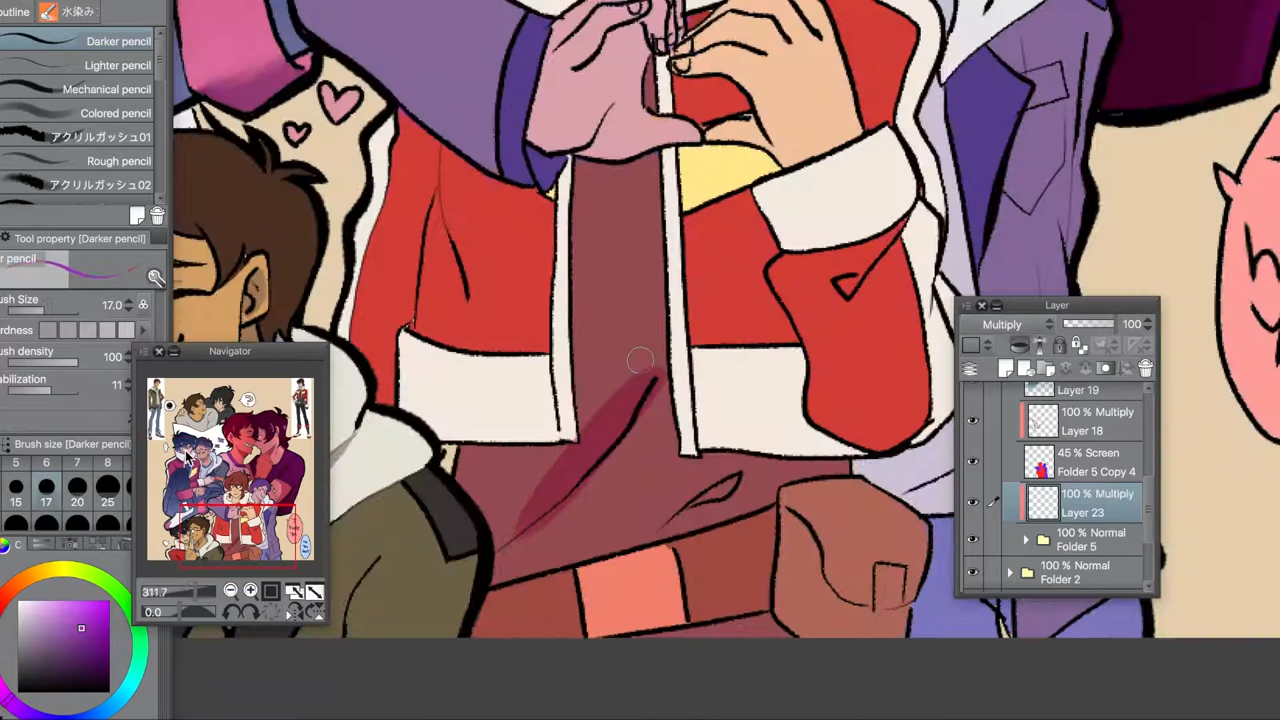 outline
水染み
Darker pencil
Lighter pencil
Mechanical pencil
Colored pencil
アクリルガッシュ01
Rough pencil
アクリルガッシュ02
Tool property [Darker pencil]
er pencil
ush Size
17.0
rdness
ush density
100
abilization
11
Brush size [Darker pencil]
5
6
7
8
15
17
20
25
C
Navigator
311.7
0.0
Layer
Multiply
100
Layer 19
100 % Multiply
Layer 18
45 % Screen
Folder 5 Copy 4
100 % Multiply
Layer 23
100 % Normal
Folder 5
100 % Normal
Folder 2